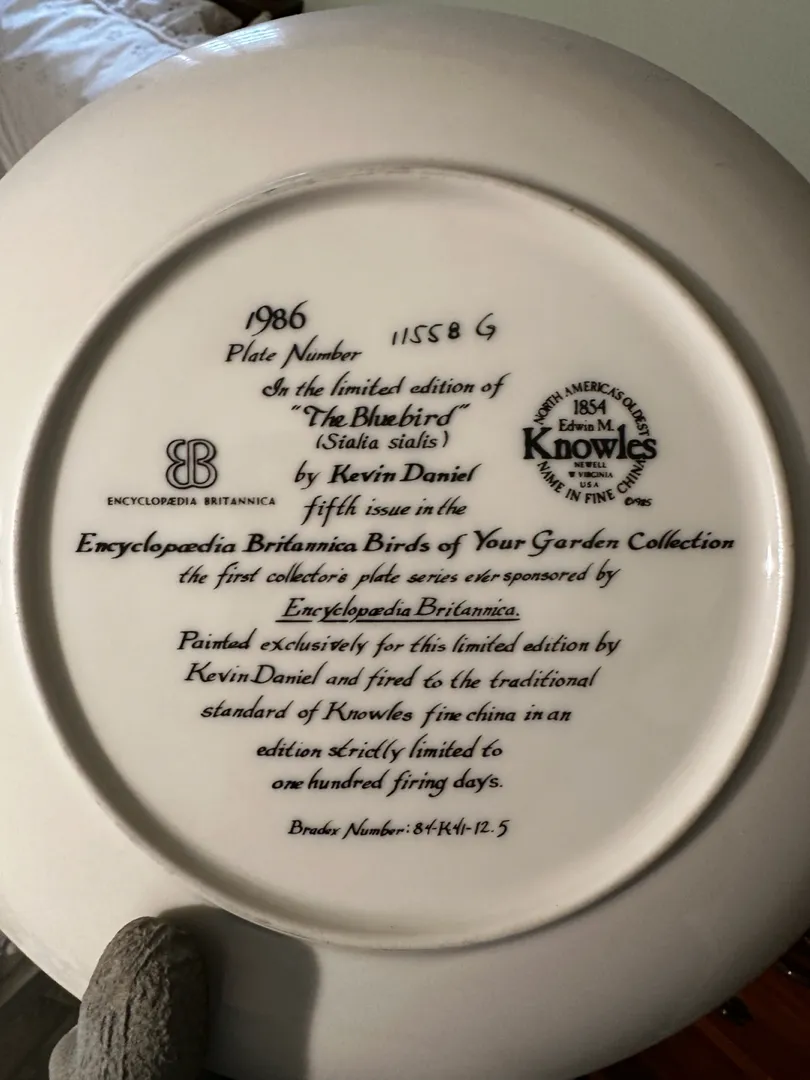 1986
Plate Number 11558 G
In the limited edition of
"The Bluebird"
(Sialia sialis)
by Kevin Daniel
fifth issue in the
Encyclopædia Britannica Birds of Your Garden Collection
the first collector's plate series ever sponsored by
Encyclopædia Britannica.
Painted exclusively for this limited edition by
Kevin Daniel and fired to the traditional
standard of Knowles fine china in an
edition strictly limited to
one hundred firing days.
Bradex Number: 84-K41-12.5
EB
ENCYCLOPÆDIA BRITANNICA
NORTH AMERICA'S OLDEST
1854
Edwin M.
Knowles
NEWELL
W VIRGINIA
USA
NAME IN FINE CHINA
©1985